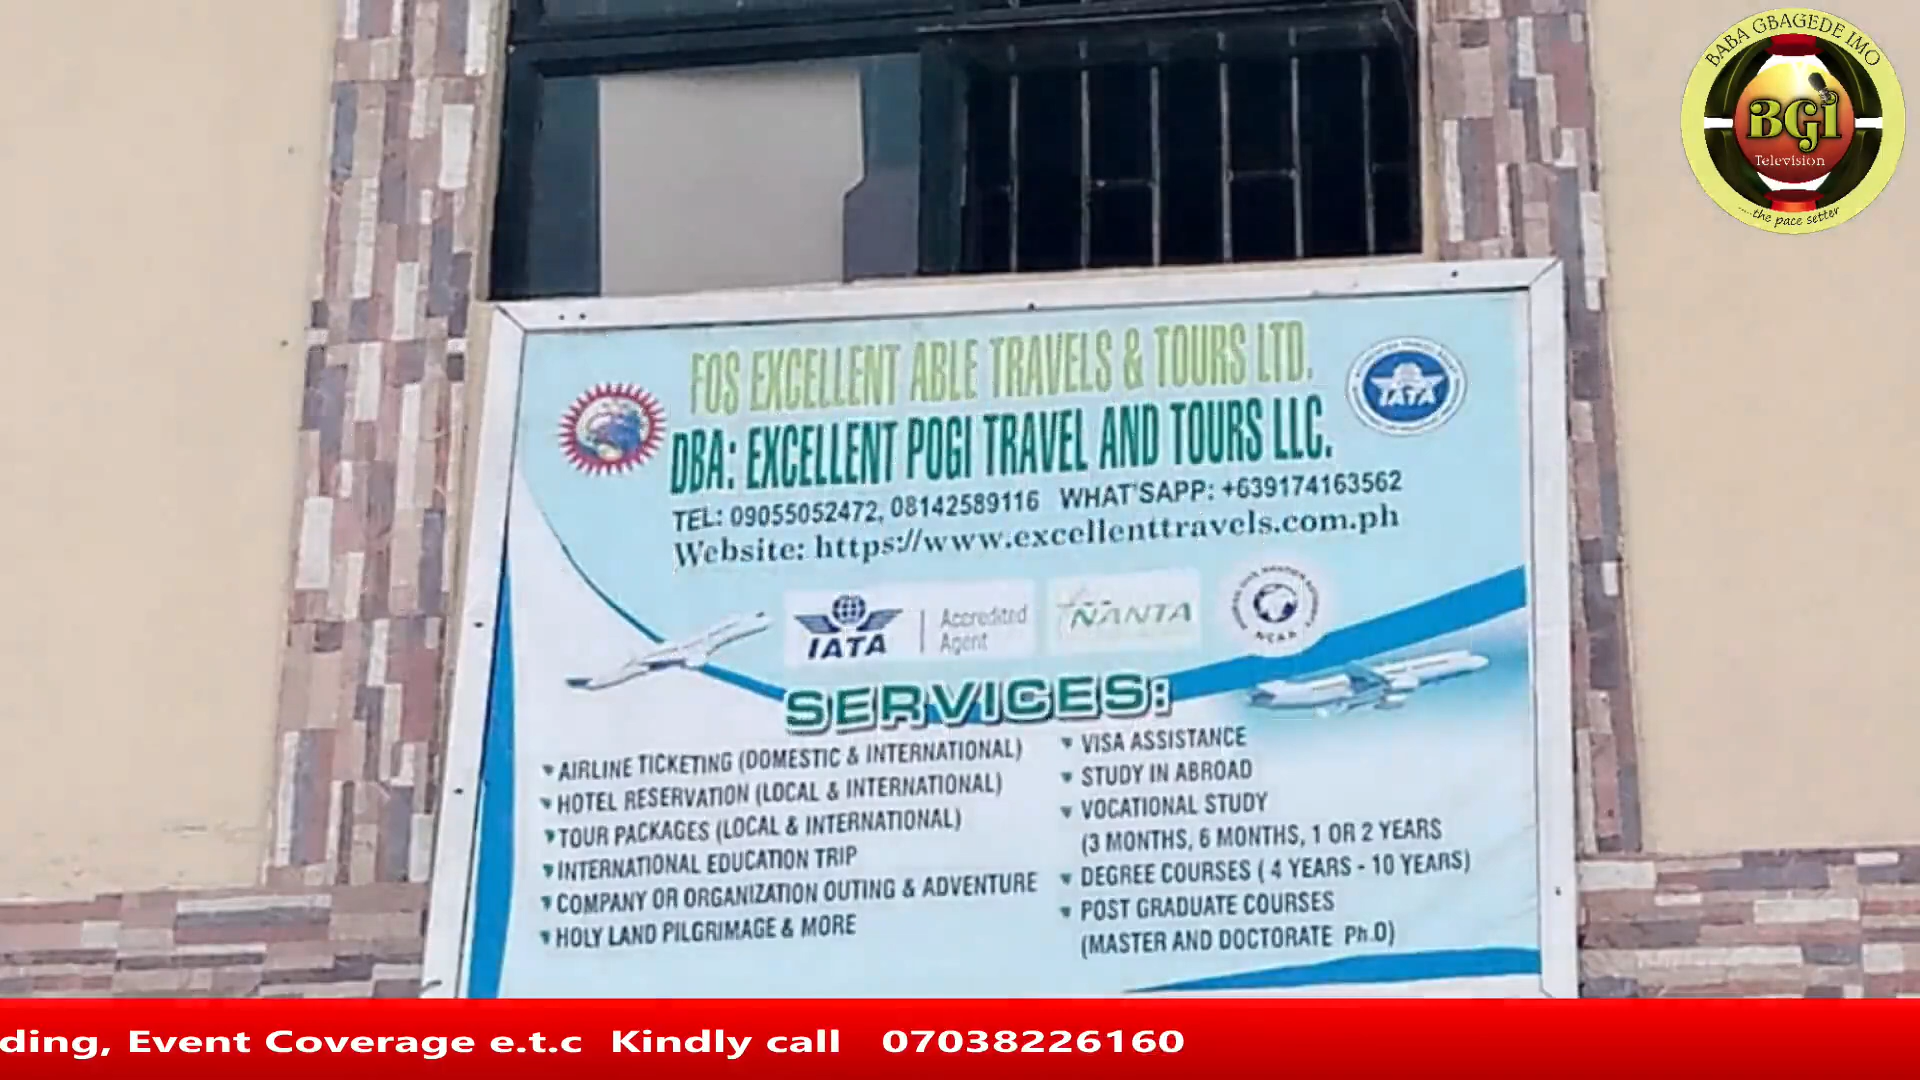 BABA GBAGEDE IMO
BGI
Television
....the pace setter
FOS EXCELLENT ABLE TRAVELS & TOURS LTD.
DBA: EXCELLENT POGI TRAVEL AND TOURS LLC.
IATA
TEL: 09055052472, 08142589116 WHAT'SAPP: +639174163562
Website: https://www.excellenttravels.com.ph
IATA
Accredited
Agent
NANTA
NCAA
SERVICES:
AIRLINE TICKETING (DOMESTIC & INTERNATIONAL)
HOTEL RESERVATION (LOCAL & INTERNATIONAL)
TOUR PACKAGES (LOCAL & INTERNATIONAL)
INTERNATIONAL EDUCATION TRIP
COMPANY OR ORGANIZATION OUTING & ADVENTURE
HOLY LAND PILGRIMAGE & MORE
VISA ASSISTANCE
STUDY IN ABROAD
VOCATIONAL STUDY
(3 MONTHS, 6 MONTHS, 1 OR 2 YEARS
DEGREE COURSES ( 4 YEARS - 10 YEARS)
POST GRADUATE COURSES
(MASTER AND DOCTORATE Ph.D)
ding, Event Coverage e.t.c Kindly call 07038226160